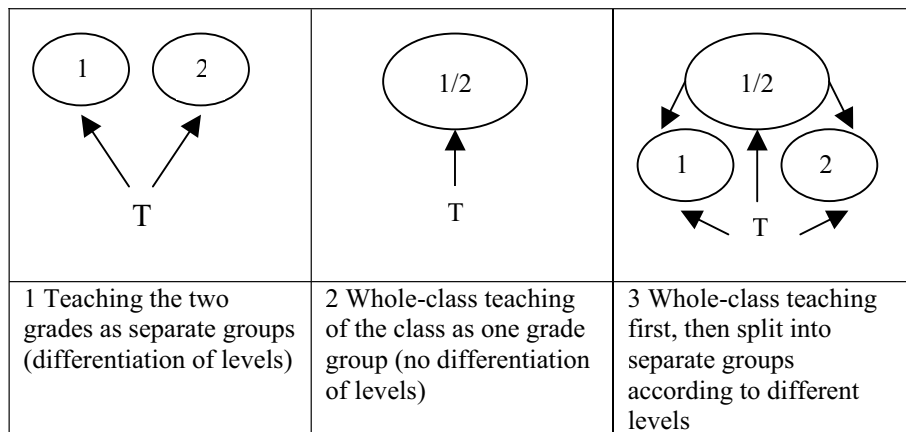 1 2
T
1/2
T
1/2
1 2
T
1 Teaching the two
grades as separate groups
(differentiation of levels)
2 Whole-class teaching
of the class as one grade
group (no differentiation
of levels)
3 Whole-class teaching
first, then split into
separate groups
according to different
levels